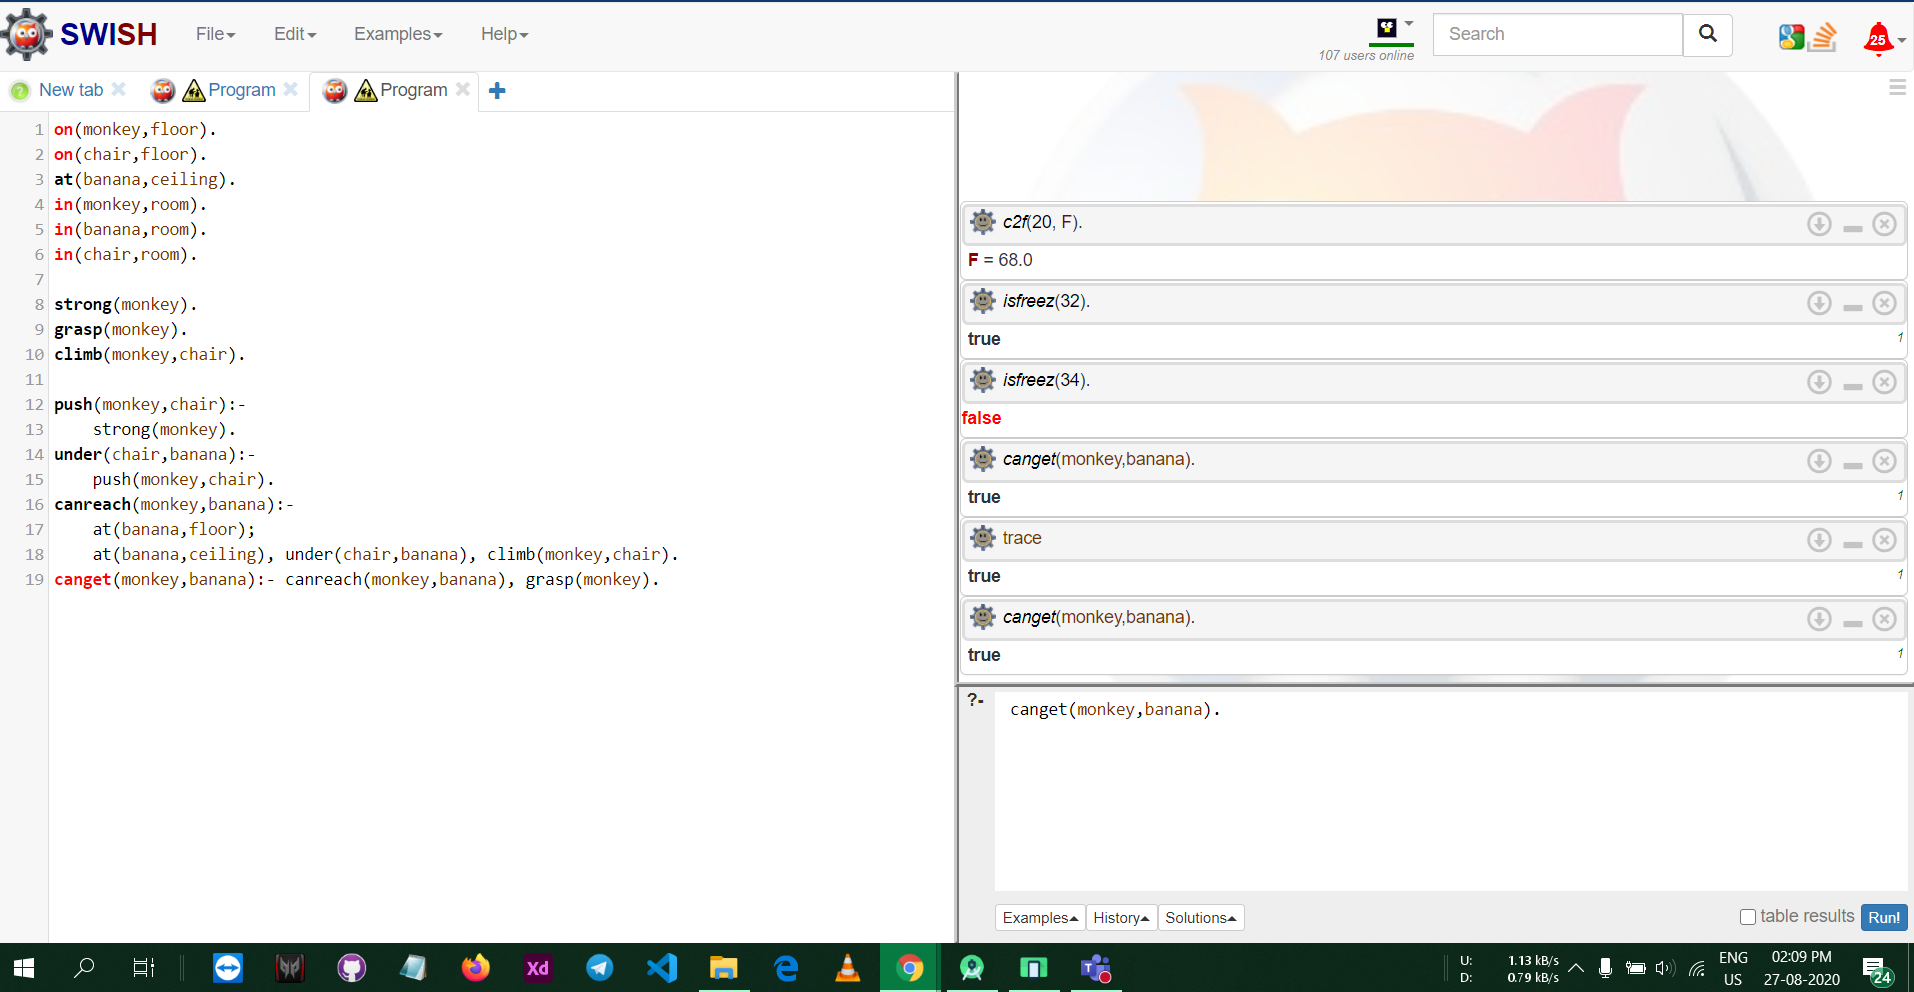 SWISH File Edit Examples Help 107 users online Search 25
New tab Program Program
1 on(monkey,floor).
2 on(chair,floor).
3 at(banana,ceiling).
4 in(monkey,room).
5 in(banana,room).
6 in(chair,room).
7
8 strong(monkey).
9 grasp(monkey).
10 climb(monkey,chair).
11
12 push(monkey,chair):-
13 strong(monkey).
14 under(chair,banana):-
15 push(monkey,chair).
16 canreach(monkey,banana):-
17 at(banana,floor);
18 at(banana,ceiling), under(chair,banana), climb(monkey,chair).
19 canget(monkey,banana):- canreach(monkey,banana), grasp(monkey).
c2f(20, F).
F = 68.0
isfreez(32).
true 1
isfreez(34).
false
canget(monkey,banana).
true 1
trace
true 1
canget(monkey,banana).
true 1
?- canget(monkey,banana).
Examples History Solutions table results Run!
Xd
U: 1.13 kB/s
D: 0.79 kB/s
ENG
US
02:09 PM
27-08-2020
24